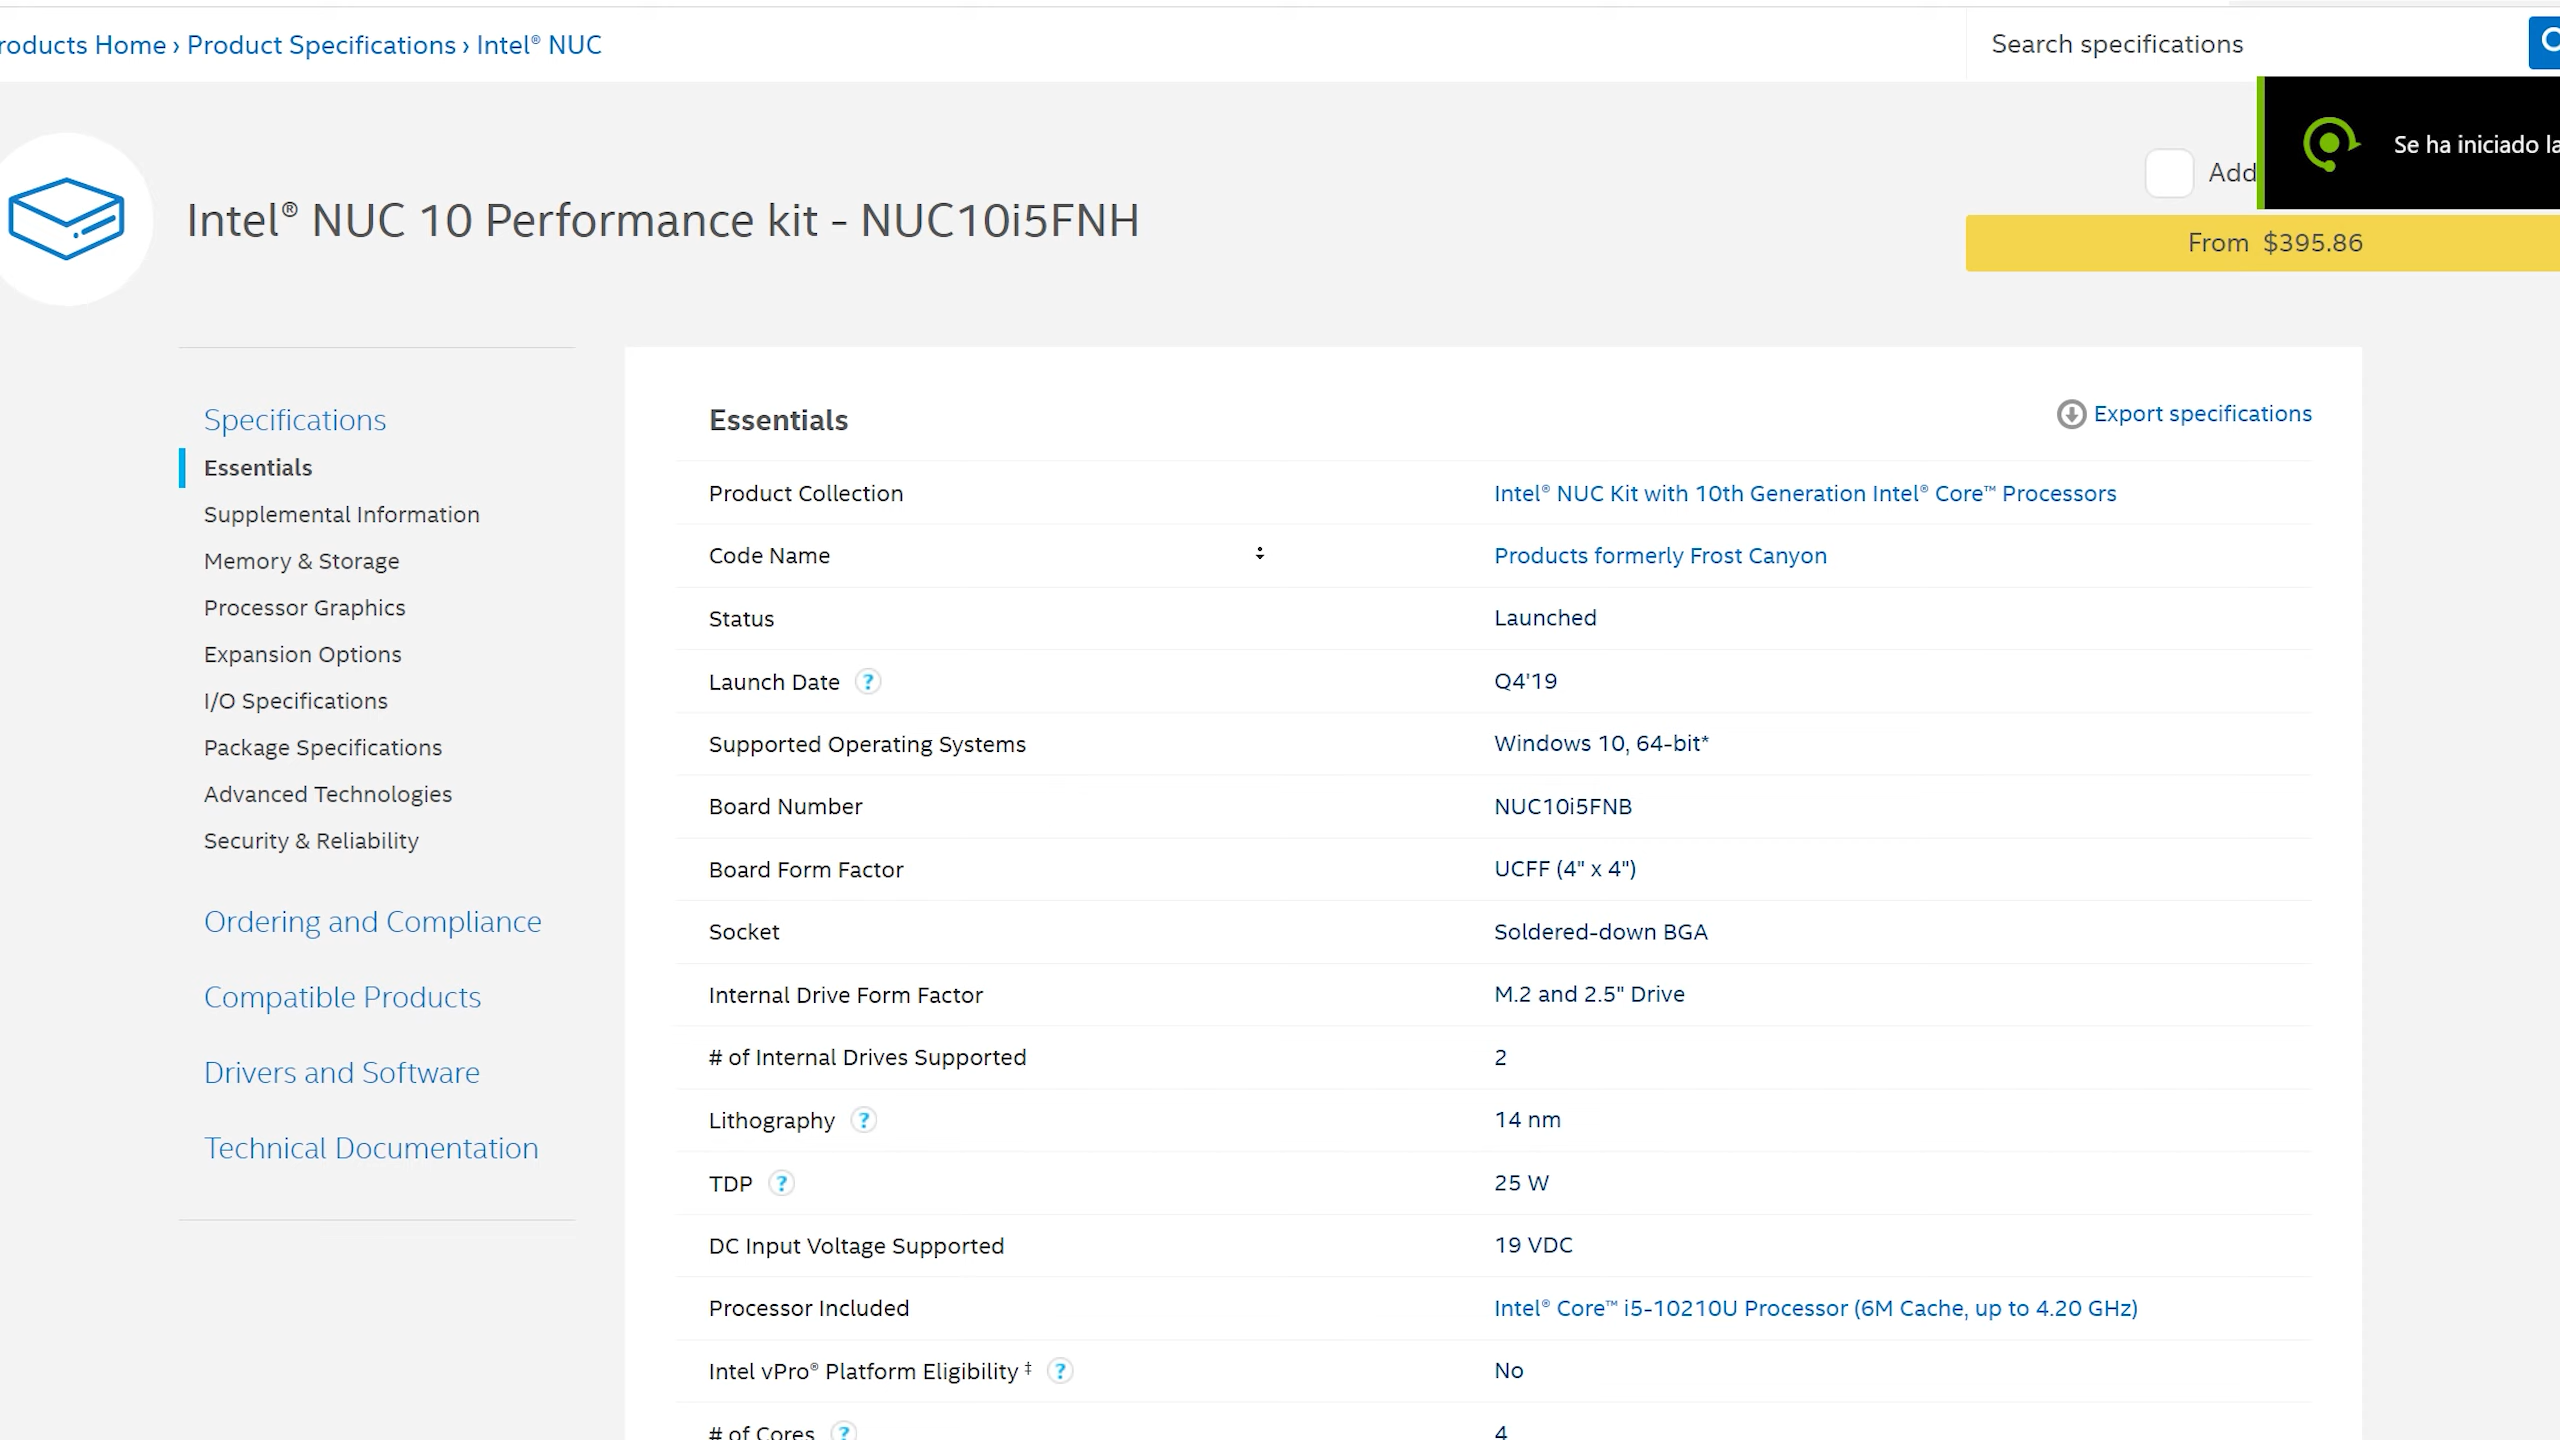 roducts Home › Product Specifications › Intel® NUC
Search specifications
Se ha iniciado la
Add
Intel® NUC 10 Performance kit - NUC10i5FNH
From $395.86
Specifications
Essentials
Supplemental Information
Memory & Storage
Processor Graphics
Expansion Options
I/O Specifications
Package Specifications
Advanced Technologies
Security & Reliability
Ordering and Compliance
Compatible Products
Drivers and Software
Technical Documentation
Essentials
Export specifications
Product Collection Intel® NUC Kit with 10th Generation Intel® Core™ Processors
Code Name Products formerly Frost Canyon
Status Launched
Launch Date ? Q4'19
Supported Operating Systems Windows 10, 64-bit*
Board Number NUC10i5FNB
Board Form Factor UCFF (4" x 4")
Socket Soldered-down BGA
Internal Drive Form Factor M.2 and 2.5" Drive
# of Internal Drives Supported 2
Lithography ? 14 nm
TDP ? 25 W
DC Input Voltage Supported 19 VDC
Processor Included Intel® Core™ i5-10210U Processor (6M Cache, up to 4.20 GHz)
Intel vPro® Platform Eligibility ‡ ? No
# of Cores ? 4